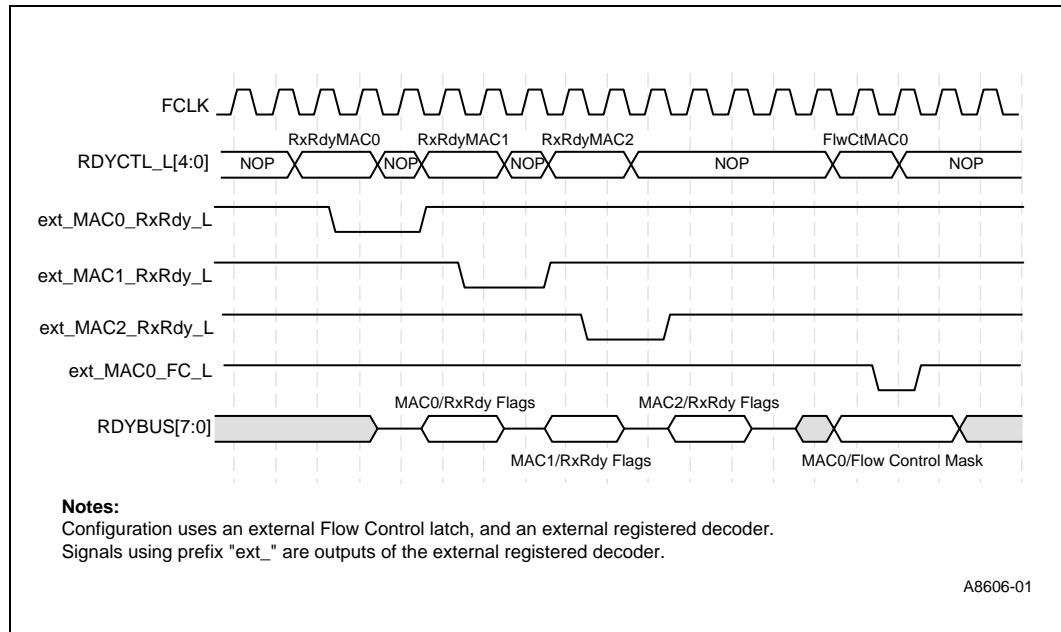 FCLK
RxRdyMAC0 RxRdyMAC1 RxRdyMAC2 FlwCtMAC0
RDYCTL_L[4:0] NOP NOP NOP NOP NOP
ext_MAC0_RxRdy_L
ext_MAC1_RxRdy_L
ext_MAC2_RxRdy_L
ext_MAC0_FC_L
MAC0/RxRdy Flags MAC2/RxRdy Flags
RDYBUS[7:0]
MAC1/RxRdy Flags MAC0/Flow Control Mask
Notes:
Configuration uses an external Flow Control latch, and an external registered decoder.
Signals using prefix "ext_" are outputs of the external registered decoder.
A8606-01